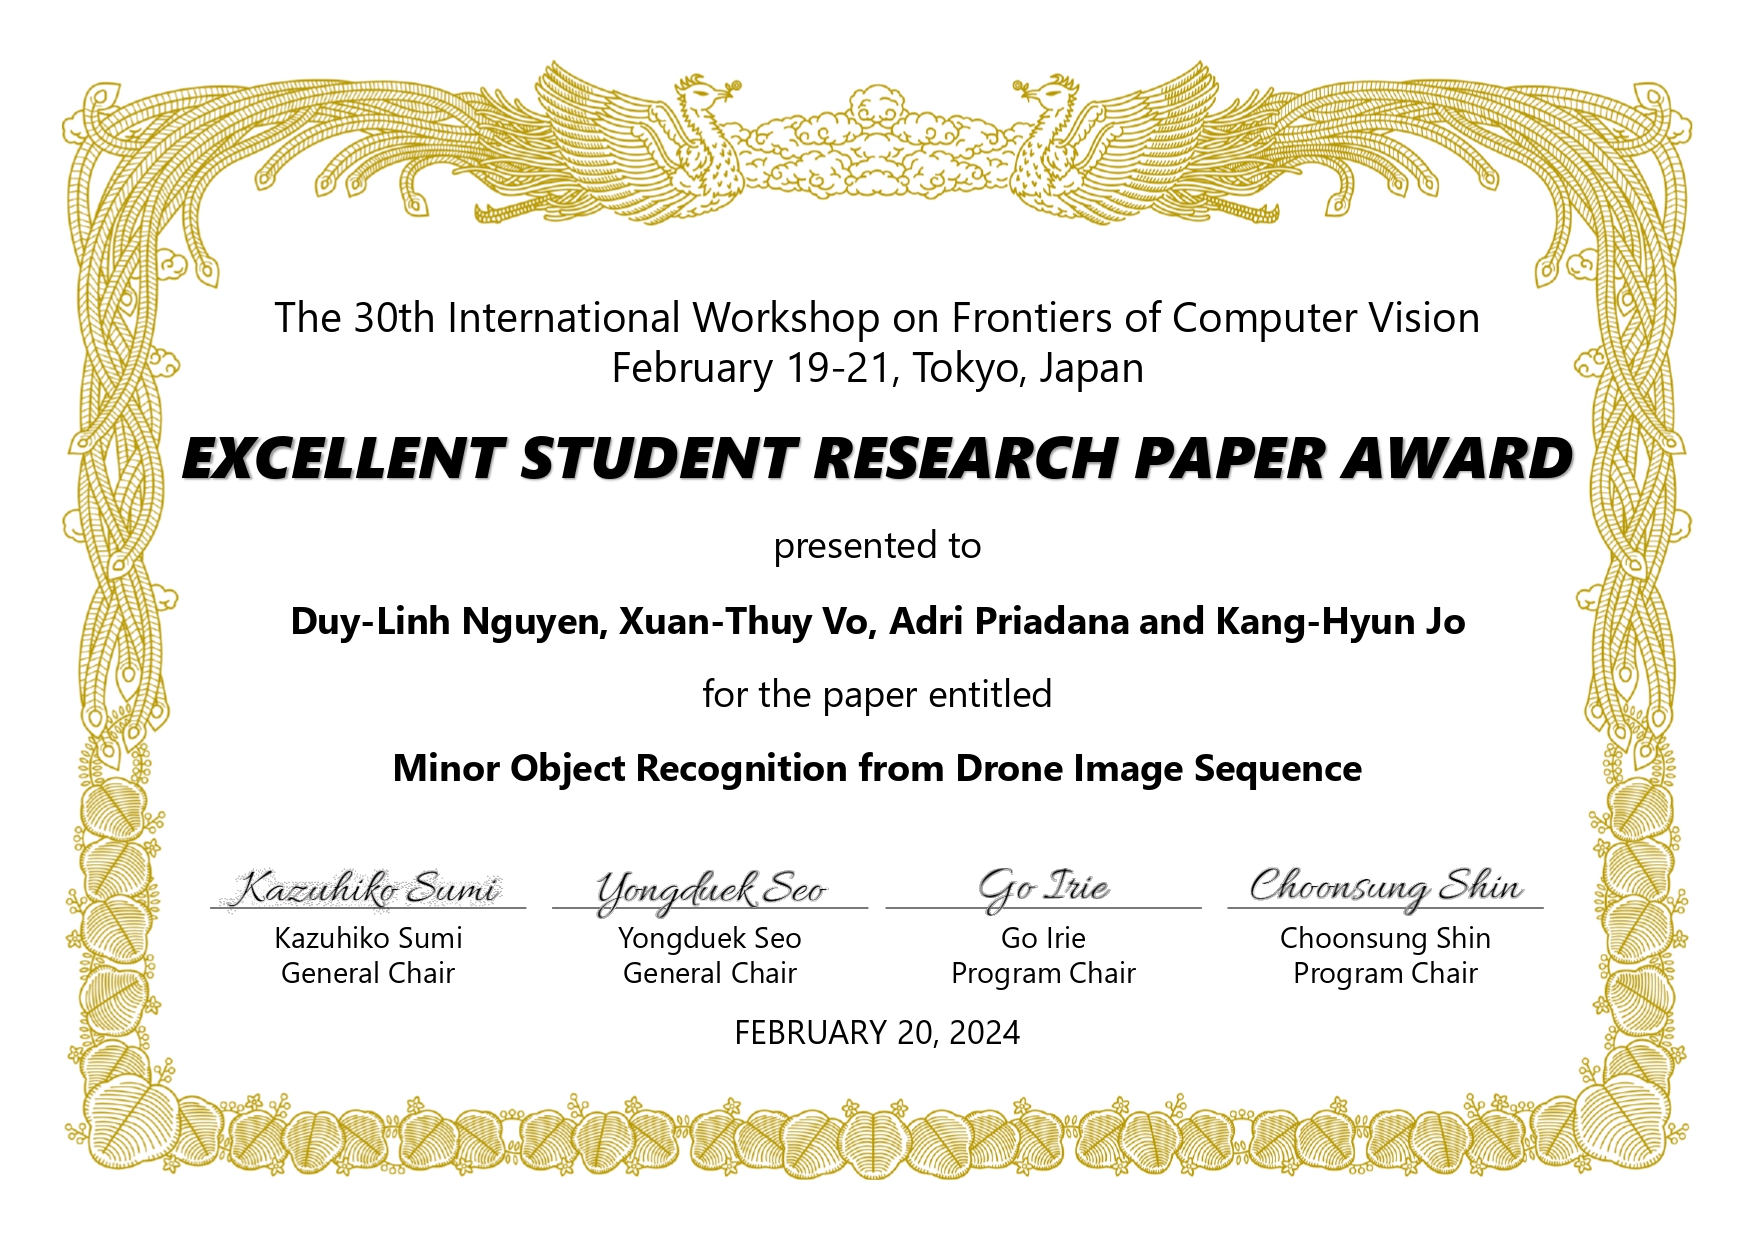 The 30th International Workshop on Frontiers of Computer Vision
February 19-21, Tokyo, Japan
EXCELLENT STUDENT RESEARCH PAPER AWARD
presented to
Duy-Linh Nguyen, Xuan-Thuy Vo, Adri Priadana and Kang-Hyun Jo
for the paper entitled
Minor Object Recognition from Drone Image Sequence
Kazuhiko Sumi Yongduek Seo Go Irie Choonsung Shin
Kazuhiko Sumi Yongduek Seo Go Irie Choonsung Shin
General Chair General Chair Program Chair Program Chair
FEBRUARY 20, 2024